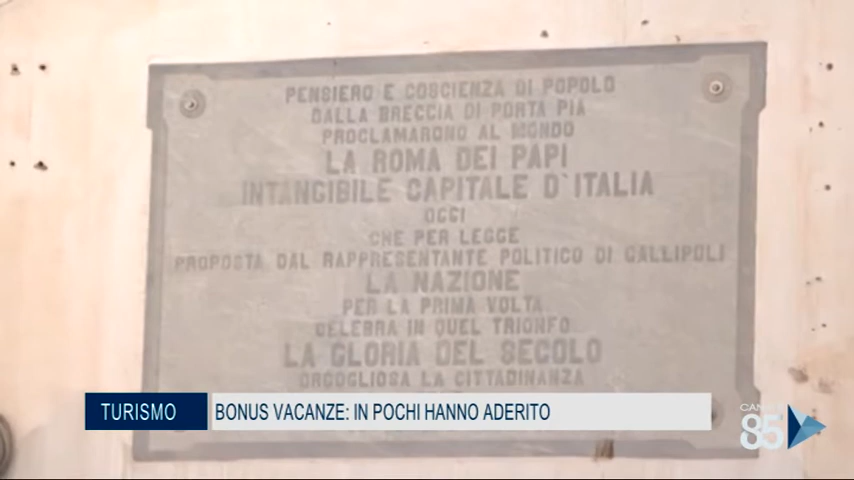 PENSIERO E COSCIENZA DI POPOLO
DALLA BRECCIA DI PORTA PIA
PROCLAMARONO AL MONDO
LA ROMA DEI PAPI
INTANGIBILE CAPITALE D'ITALIA
OGGI
CHE PER LEGGE
PROPOSTA DAL RAPPRESENTANTE POLITICO DI GALLIPOLI
LA NAZIONE
PER LA PRIMA VOLTA
CELEBRA IN QUEL TRIONFO
LA GLORIA DEL SECOLO
ORGOGLIOSA LA CITTADINANZA
TURISMO
BONUS VACANZE: IN POCHI HANNO ADERITO
CANALE
85